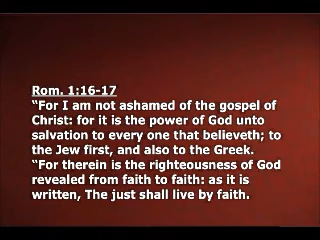 Rom. 1:16-17
“For I am not ashamed of the gospel of
Christ: for it is the power of God unto
salvation to every one that believeth; to
the Jew first, and also to the Greek.
“For therein is the righteousness of God
revealed from faith to faith: as it is
written, The just shall live by faith.